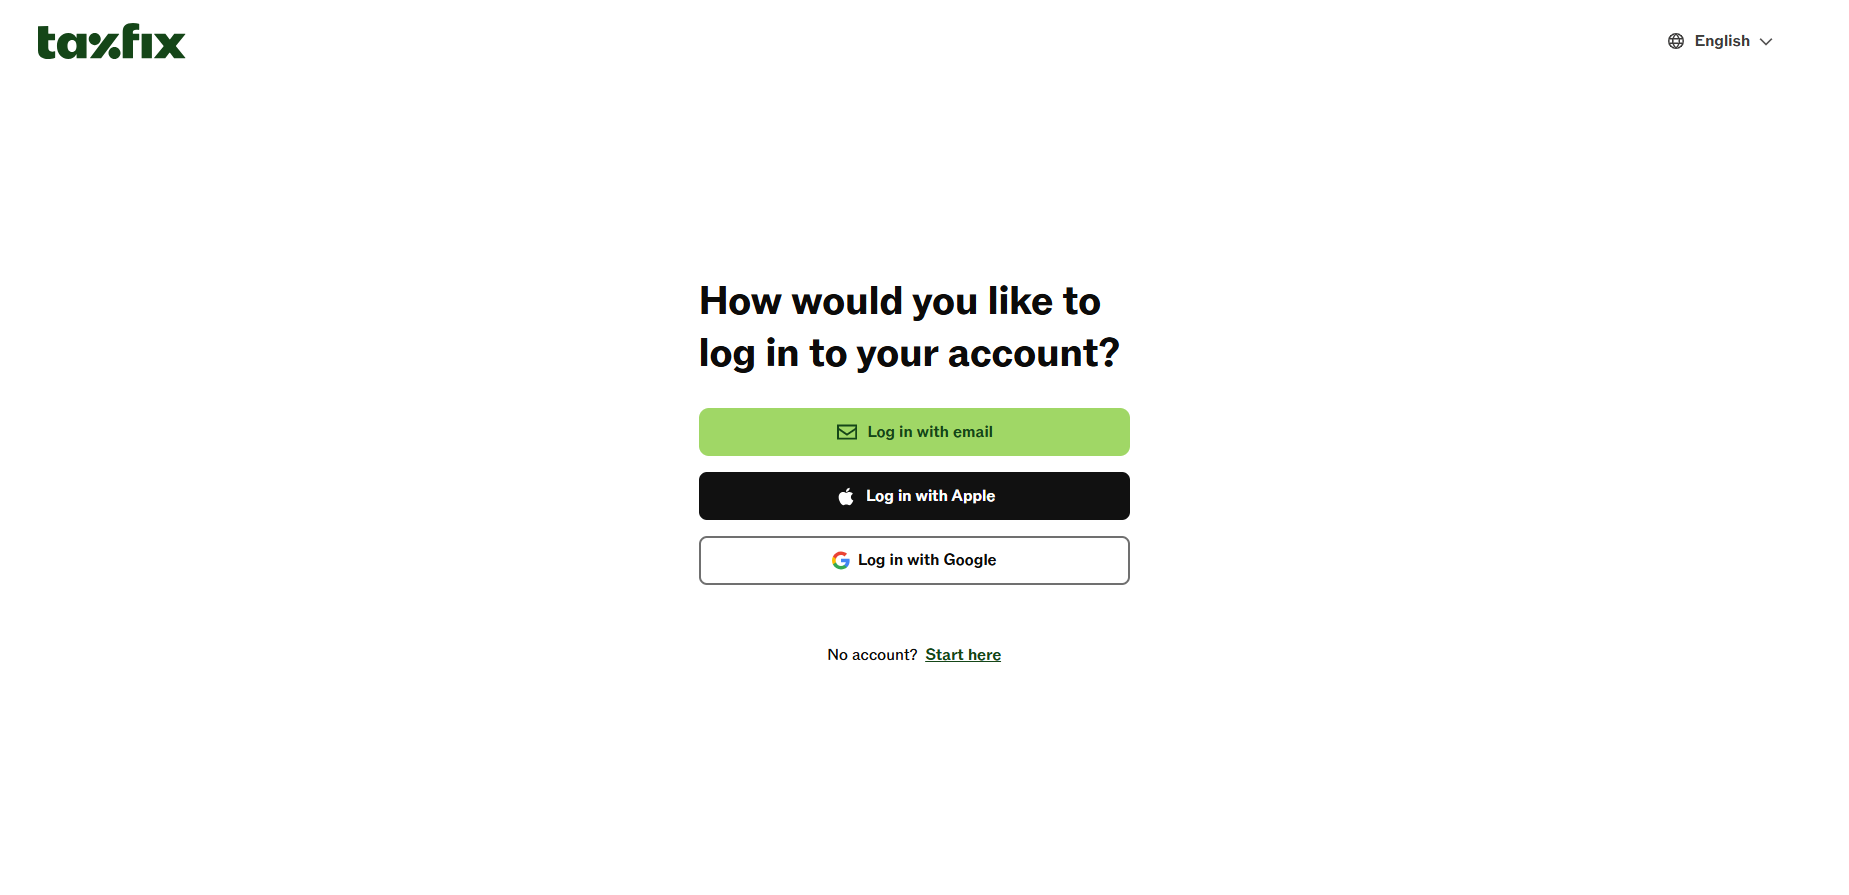 taxfix
English
How would you like to
log in to your account?
Log in with email
Log in with Apple
Log in with Google
No account? Start here